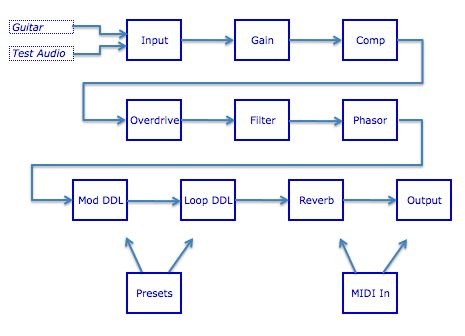 Guitar
Test Audio
Input
Gain
Comp
Overdrive
Filter
Phasor
Mod DDL
Loop DDL
Reverb
Output
Presets
MIDI In